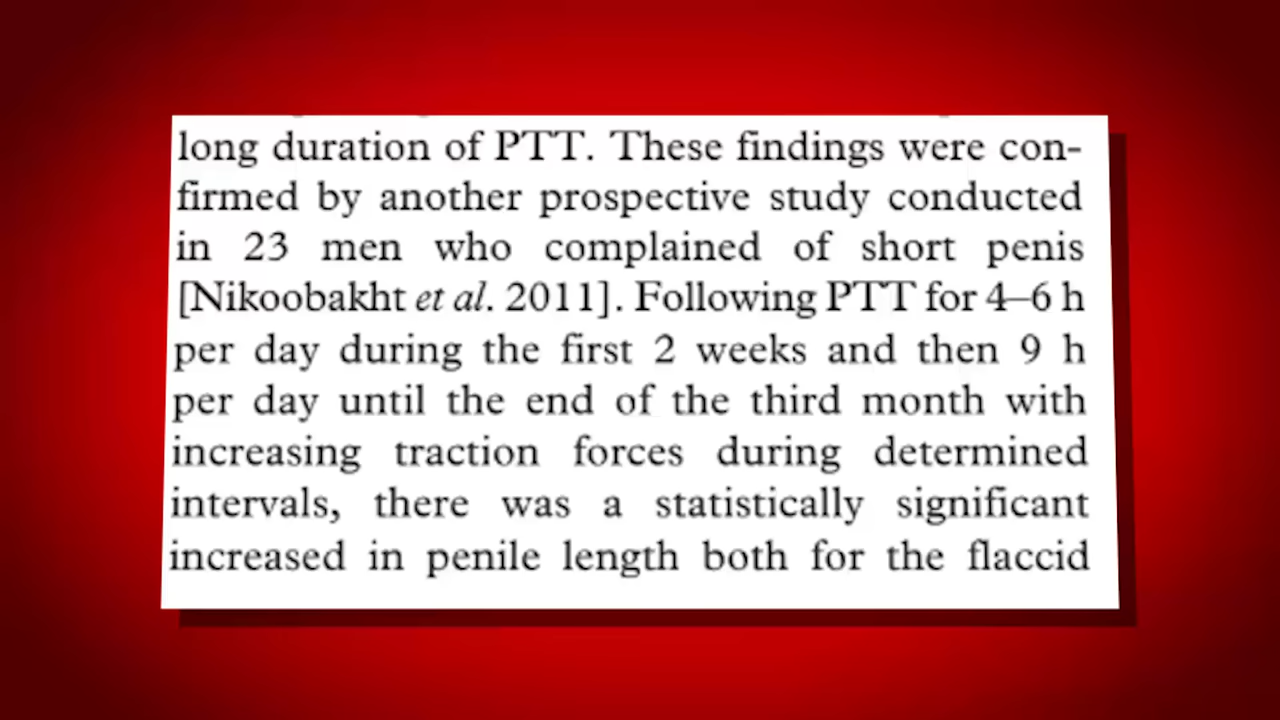 long duration of PTT. These findings were con-
firmed by another prospective study conducted
in 23 men who complained of short penis
[Nikoobakht et al. 2011]. Following PTT for 4–6 h
per day during the first 2 weeks and then 9 h
per day until the end of the third month with
increasing traction forces during determined
intervals, there was a statistically significant
increased in penile length both for the flaccid